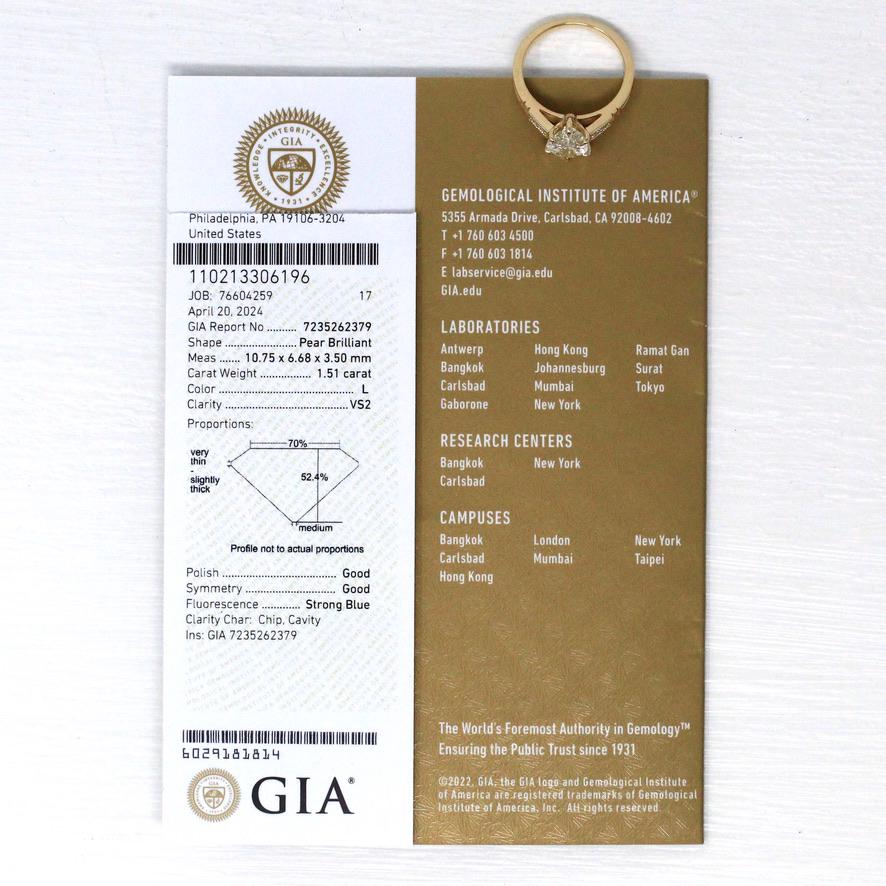 KNOWLEDGE • INTEGRITY • EXCELLENCE
GIA
• 1931 •
Philadelphia, PA 19106-3204
United States
110213306196
JOB: 76604259 17
April 20, 2024
GIA Report No .......... 7235262379
Shape .................... Pear Brilliant
Meas ....... 10.75 x 6.68 x 3.50 mm
Carat Weight ................. 1.51 carat
Color ............................................. L
Clarity ........................................ VS2
Proportions:
70%
very
thin
-
slightly
thick
52.4%
medium
Profile not to actual proportions
Polish ..................................... Good
Symmetry ............................. Good
Fluorescence ............. Strong Blue
Clarity Char: Chip, Cavity
Ins: GIA 7235262379
6029181814
GIA®
GEMOLOGICAL INSTITUTE OF AMERICA®
5355 Armada Drive, Carlsbad, CA 92008-4602
T +1 760 603 4500
F +1 760 603 1814
E labservice@gia.edu
GIA.edu
LABORATORIES
Antwerp Hong Kong Ramat Gan
Bangkok Johannesburg Surat
Carlsbad Mumbai Tokyo
Gaborone New York
RESEARCH CENTERS
Bangkok New York
Carlsbad
CAMPUSES
Bangkok London New York
Carlsbad Mumbai Taipei
Hong Kong
The World's Foremost Authority in Gemology™
Ensuring the Public Trust since 1931
©2022, GIA, the GIA logo and Gemological Institute
of America are registered trademarks of Gemological
Institute of America, Inc. All rights reserved.